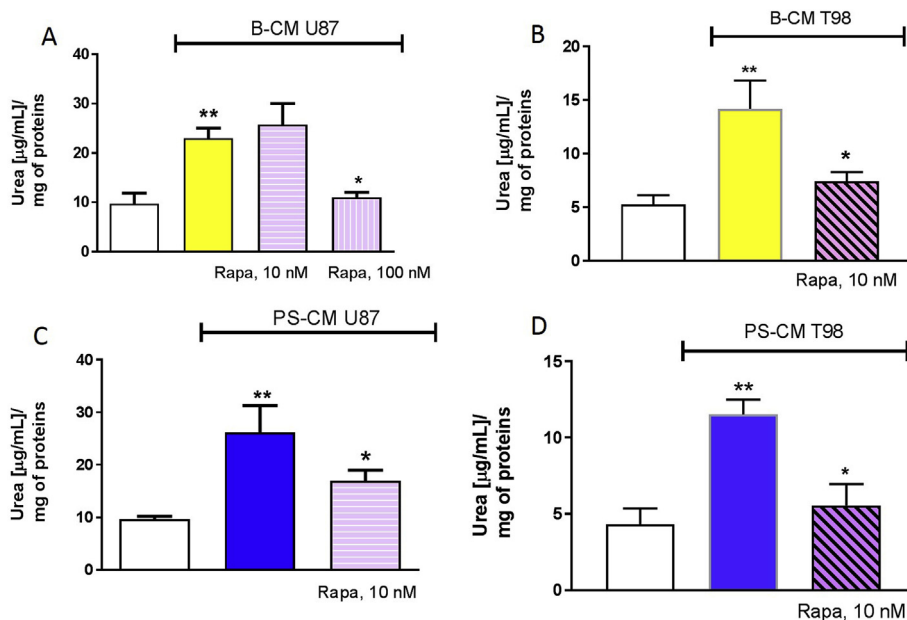 A
B-CM U87
Urea [µg/mL]/
mg of proteins
40
30
20
10
0
**
*
Rapa, 10 nM
Rapa, 100 nM
B
B-CM T98
Urea [µg/mL]/
mg of proteins
20
15
10
5
0
**
*
Rapa, 10 nM
C
PS-CM U87
Urea [µg/mL]/
mg of proteins
40
30
20
10
0
**
*
Rapa, 10 nM
D
PS-CM T98
Urea [µg/mL]/
mg of proteins
15
10
5
0
**
*
Rapa, 10 nM